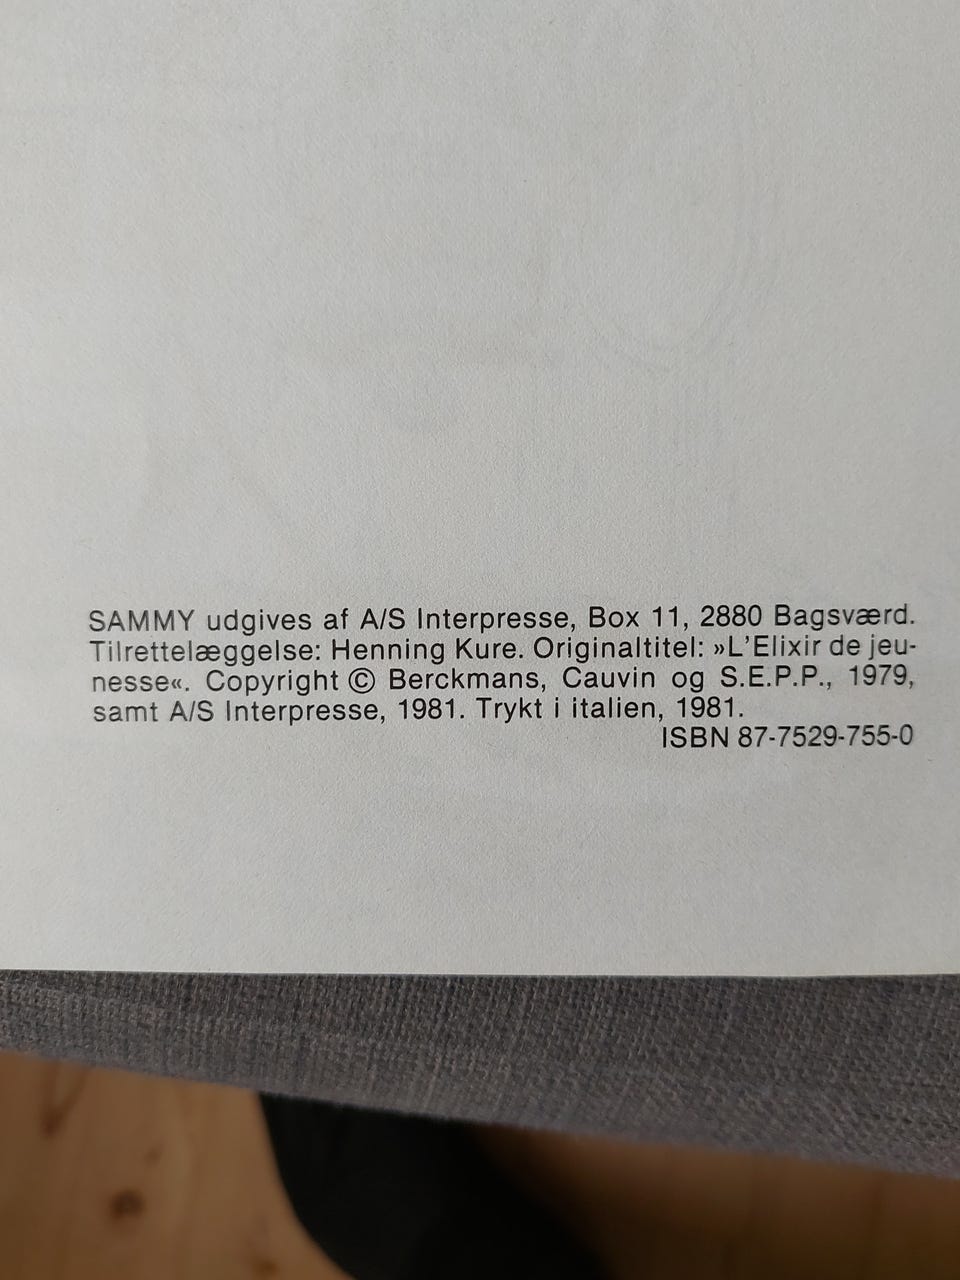 SAMMY udgives af A/S Interpresse, Box 11, 2880 Bagsværd.
Tilrettelæggelse: Henning Kure. Originaltitel: »L'Elixir de jeu-
nesse«. Copyright © Berckmans, Cauvin og S.E.P.P., 1979,
samt A/S Interpresse, 1981. Trykt i italien, 1981.
ISBN 87-7529-755-0